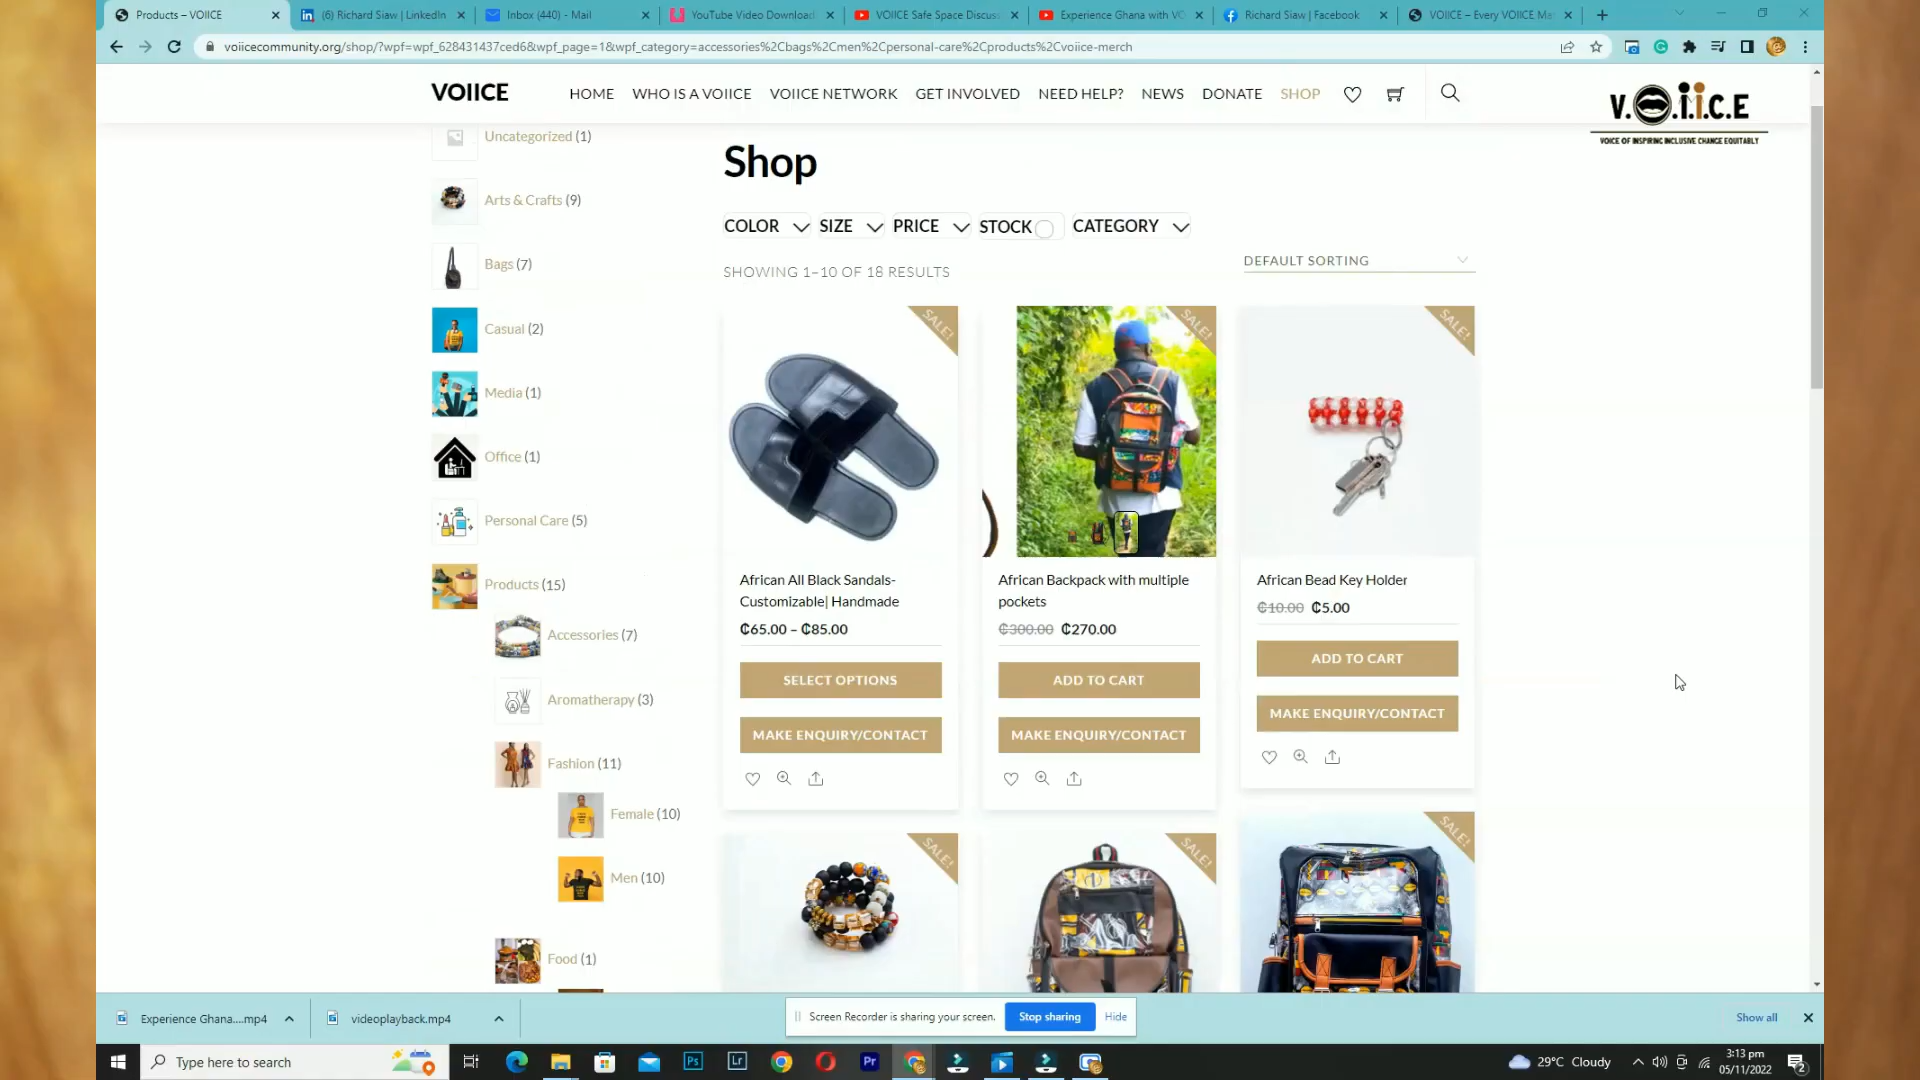 Products – VOIICE
(6) Richard Siaw | LinkedIn
Inbox (440) - Mail
YouTube Video Download
VOIICE Safe Space Discuss
Experience Ghana with VO
Richard Siaw | Facebook
VOIICE – Every VOIICE Ma
voiicecommunity.org/shop/?wpf=wpf_628431437ced6&wpf_page=1&wpf_category=accessories%2Cbags%2Cmen%2Cpersonal-care%2Cproducts%2Cvoiice-merch
VOIICE
HOME
WHO IS A VOIICE
VOIICE NETWORK
GET INVOLVED
NEED HELP?
NEWS
DONATE
SHOP
V.O.i.i.C.E
VOICE OF INSPIRING INCLUSIVE CHANGE EQUITABLY
Uncategorized (1)
Arts & Crafts (9)
Bags (7)
Casual (2)
Media (1)
Office (1)
Personal Care (5)
Products (15)
Accessories (7)
Aromatherapy (3)
Fashion (11)
Female (10)
Men (10)
Food (1)
Shop
COLOR
SIZE
PRICE
STOCK
CATEGORY
SHOWING 1–10 OF 18 RESULTS
DEFAULT SORTING
SALE!
SALE!
SALE!
African All Black Sandals-
Customizable| Handmade
₵65.00 – ₵85.00
SELECT OPTIONS
MAKE ENQUIRY/CONTACT
African Backpack with multiple
pockets
₵300.00 ₵270.00
ADD TO CART
MAKE ENQUIRY/CONTACT
African Bead Key Holder
₵10.00 ₵5.00
ADD TO CART
MAKE ENQUIRY/CONTACT
SALE!
SALE!
SALE!
Experience Ghana....mp4
videoplayback.mp4
Screen Recorder is sharing your screen.
Stop sharing
Hide
Show all
Type here to search
Ps
Lr
Pr
29°C Cloudy
3:13 pm
05/11/2022
2